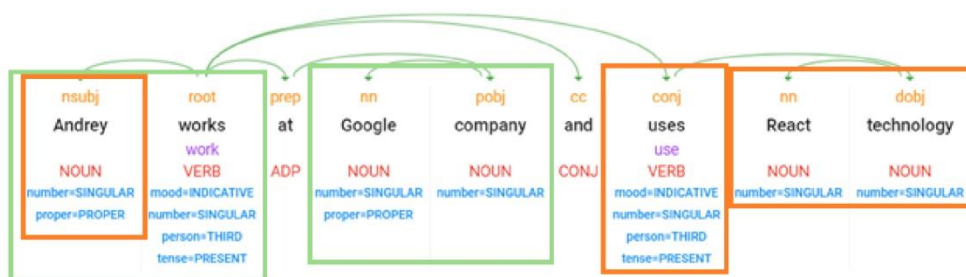 nsubj root prep nn pobj cc conj nn dobj
Andrey works at Google company and uses React technology
work use
NOUN VERB ADP NOUN NOUN CONJ VERB NOUN NOUN
number=SINGULAR mood=INDICATIVE number=SINGULAR number=SINGULAR mood=INDICATIVE number=SINGULAR number=SINGULAR
proper=PROPER number=SINGULAR proper=PROPER number=SINGULAR
person=THIRD person=THIRD
tense=PRESENT tense=PRESENT